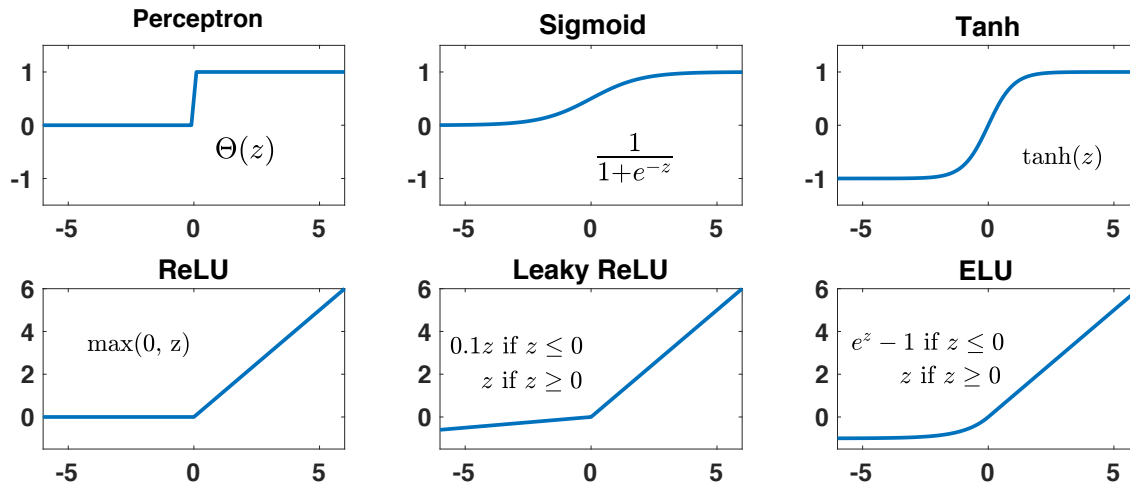 Perceptron
1
0
-1
Θ(z)
-5 0 5
Sigmoid
1
0
-1
1
1+e^{-z}
-5 0 5
Tanh
1
0
-1
tanh(z)
-5 0 5
ReLU
6
4
2
0
max(0, z)
-5 0 5
Leaky ReLU
6
4
2
0
0.1z if z ≤ 0
z if z ≥ 0
-5 0 5
ELU
6
4
2
0
e^z − 1 if z ≤ 0
z if z ≥ 0
-5 0 5